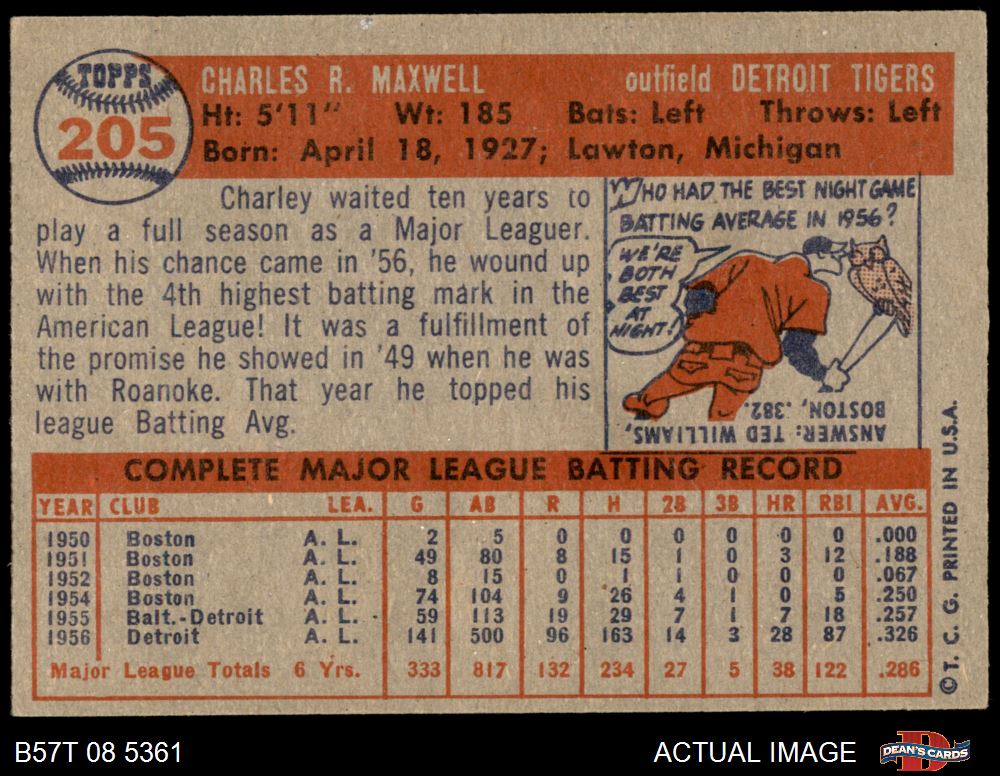 TOPPS
205
CHARLES R. MAXWELL outfield DETROIT TIGERS
Ht: 5'11" Wt: 185 Bats: Left Throws: Left
Born: April 18, 1927; Lawton, Michigan
Charley waited ten years to
play a full season as a Major Leaguer.
When his chance came in '56, he wound up
with the 4th highest batting mark in the
American League! It was a fulfillment of
the promise he showed in '49 when he was
with Roanoke. That year he topped his
league Batting Avg.
WHO HAD THE BEST NIGHT GAME
BATTING AVERAGE IN 1956?
WE'RE
BOTH
BEST
AT
NIGHT!
ANSWER: TED WILLIAMS,
BOSTON, .382.
COMPLETE MAJOR LEAGUE BATTING RECORD
YEAR CLUB LEA. G AB R H 2B 3B HR RBI AVG.
1950 Boston A. L. 2 5 0 0 0 0 0 0 .000
1951 Boston A. L. 49 80 8 15 1 0 3 12 .188
1952 Boston A. L. 8 15 0 1 1 0 0 0 .067
1954 Boston A. L. 74 104 9 26 4 1 0 5 .250
1955 Balt.-Detroit A. L. 59 113 19 29 7 1 7 18 .257
1956 Detroit A. L. 141 500 96 163 14 3 28 87 .326
Major League Totals 6 Yrs. 333 817 132 234 27 5 38 122 .286
©T. C. G. PRINTED IN U.S.A.
B57T 08 5361 ACTUAL IMAGE
DEAN'S CARDS